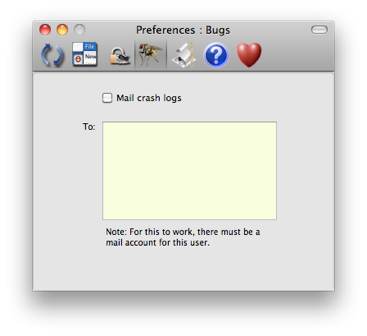 Preferences : Bugs
File
New
Mail crash logs
To:
Note: For this to work, there must be a
mail account for this user.